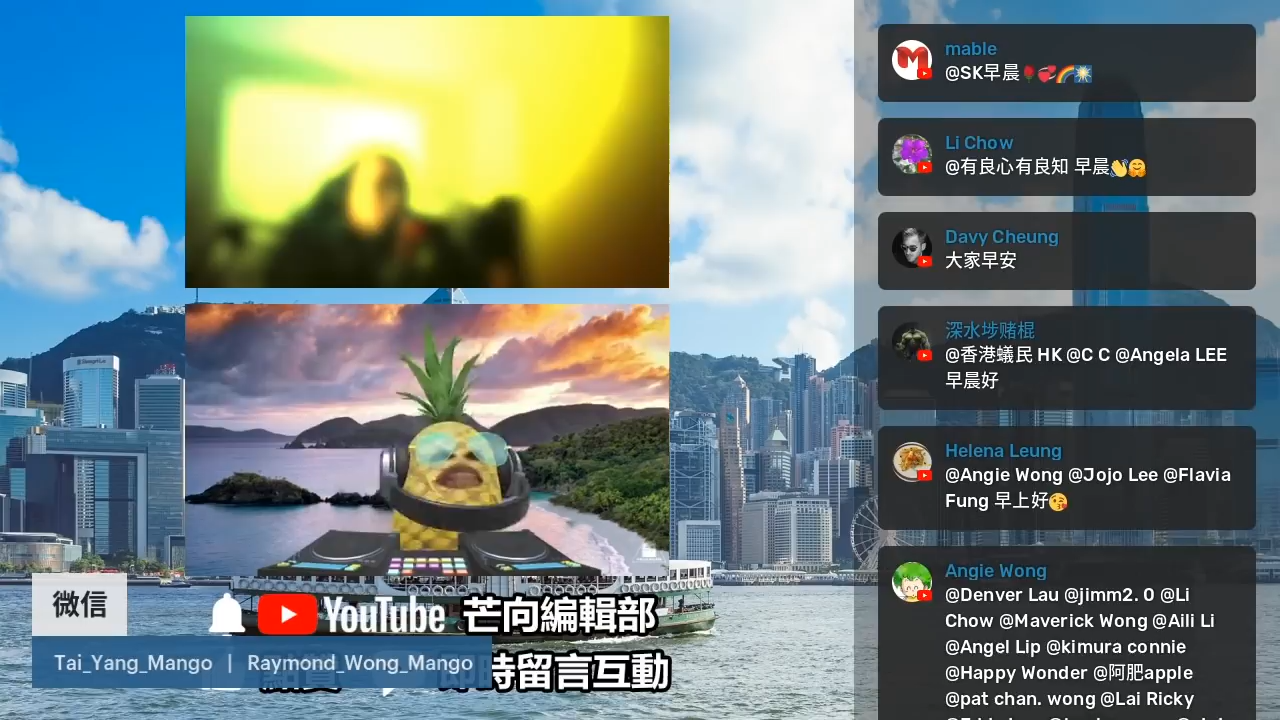 mable
@SK早晨🌹💞🌈🎇
Li Chow
@有良心有良知 早晨👋🤗
Davy Cheung
大家早安
深水埗赌棍
@香港蟻民 HK @C C @Angela LEE
早晨好
Helena Leung
@Angie Wong @Jojo Lee @Flavia
Fung 早上好😘
Angie Wong
@Denver Lau @jimm2. 0 @Li
Chow @Maverick Wong @Aili Li
@Angel Lip @kimura connie
@Happy Wonder @阿肥apple
@pat chan. wong @Lai Ricky
微信
YouTube 芒向編輯部
Tai_Yang_Mango | Raymond_Wong_Mango
即時留言互動